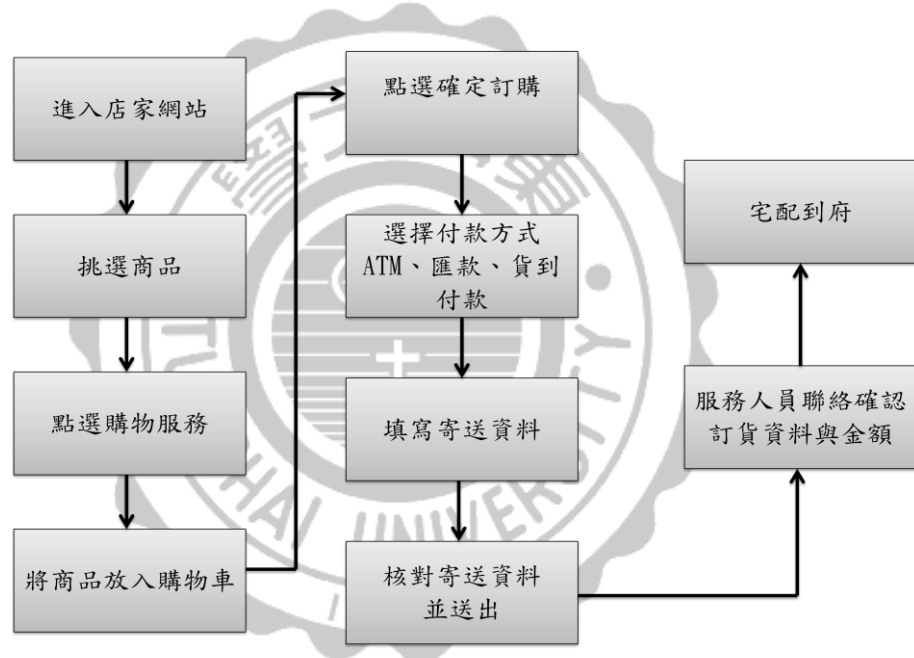 進入店家網站
挑選商品
點選購物服務
將商品放入購物車
點選確定訂購
選擇付款方式
ATM、匯款、貨到
付款
填寫寄送資料
核對寄送資料
並送出
服務人員聯絡確認
訂貨資料與金額
宅配到府
HAI UNIVERSITY